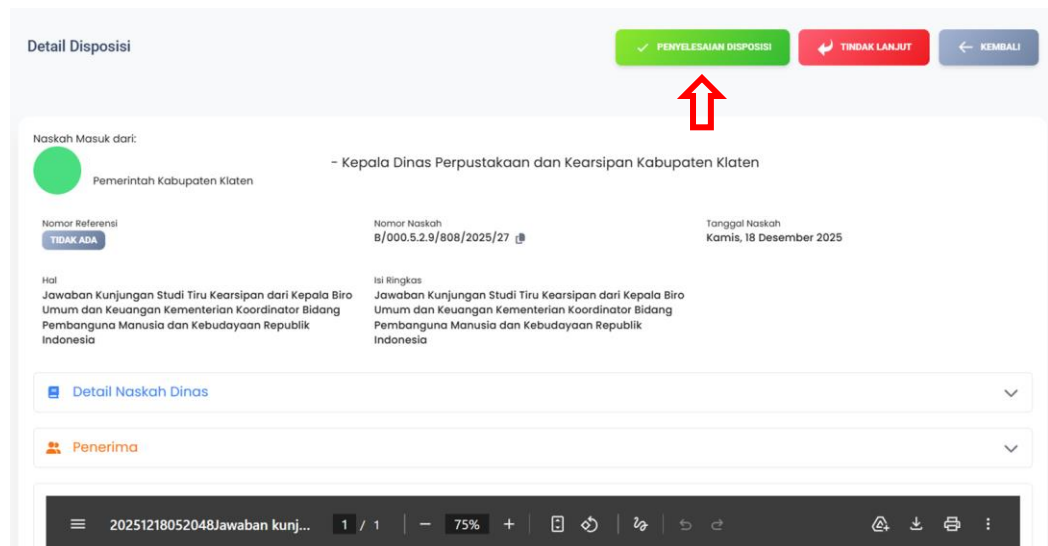 Detail Disposisi
PENYELESAIAN DISPOSISI
TINDAK LANJUT
KEMBALI
Naskah Masuk dari:
- Kepala Dinas Perpustakaan dan Kearsipan Kabupaten Klaten
Pemerintah Kabupaten Klaten
Nomor Referensi
TIDAK ADA
Nomor Naskah
B/000.5.2.9/808/2025/27
Tanggal Naskah
Kamis, 18 Desember 2025
Hal
Jawaban Kunjungan Studi Tiru Kearsipan dari Kepala Biro
Umum dan Keuangan Kementerian Koordinator Bidang
Pembanguna Manusia dan Kebudayaan Republik
Indonesia
Isi Ringkas
Jawaban Kunjungan Studi Tiru Kearsipan dari Kepala Biro
Umum dan Keuangan Kementerian Koordinator Bidang
Pembanguna Manusia dan Kebudayaan Republik
Indonesia
Detail Naskah Dinas
Penerima
20251218052048Jawaban kunj... 1 / 1 − 75% +